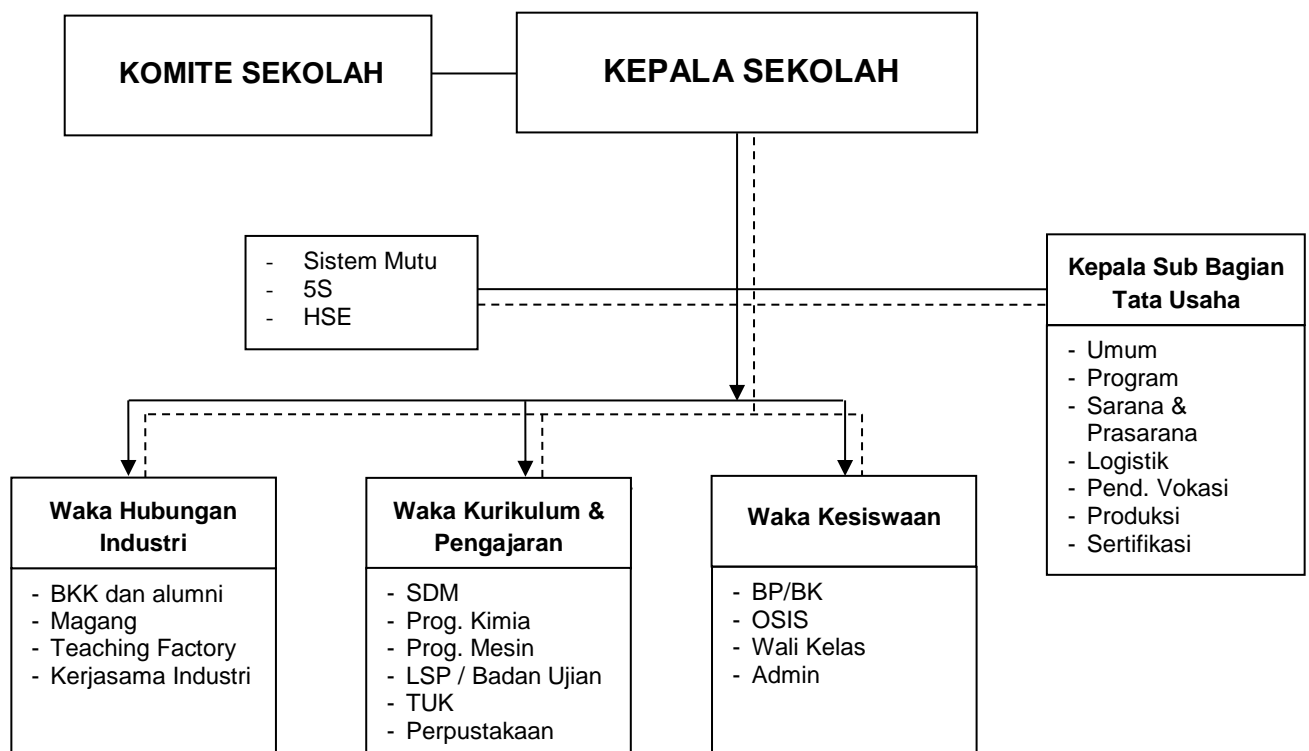 KOMITE SEKOLAH
KEPALA SEKOLAH
- Sistem Mutu
- 5S
- HSE
Kepala Sub Bagian
Tata Usaha
- Umum
- Program
- Sarana &
Prasarana
- Logistik
- Pend. Vokasi
- Produksi
- Sertifikasi
Waka Hubungan
Industri
- BKK dan alumni
- Magang
- Teaching Factory
- Kerjasama Industri
Waka Kurikulum &
Pengajaran
- SDM
- Prog. Kimia
- Prog. Mesin
- LSP / Badan Ujian
- TUK
- Perpustakaan
Waka Kesiswaan
- BP/BK
- OSIS
- Wali Kelas
- Admin